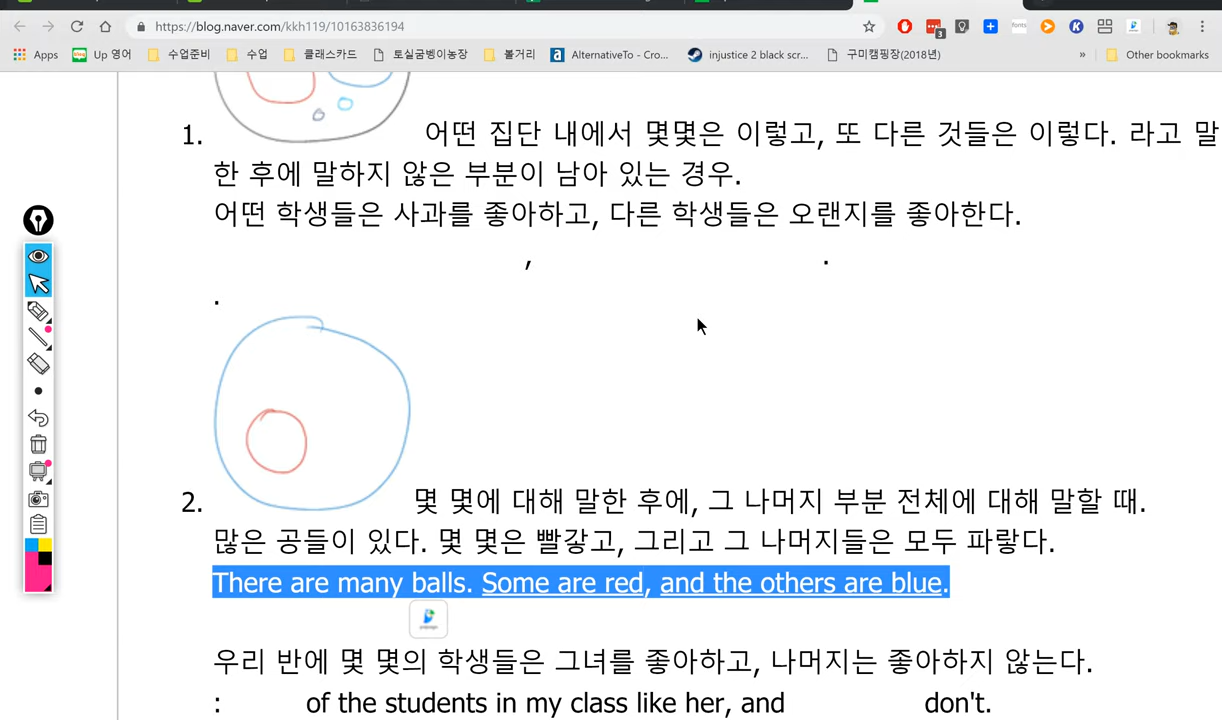 https://blog.naver.com/kkh119/10163836194
Apps Up 영어 수업준비 수업 클래스카드 토실굼벵이농장 볼거리 AlternativeTo - Cro... injustice 2 black scr... 구미캠핑장(2018년) » Other bookmarks
1. 어떤 집단 내에서 몇몇은 이렇고, 또 다른 것들은 이렇다. 라고 말
한 후에 말하지 않은 부분이 남아 있는 경우.
어떤 학생들은 사과를 좋아하고, 다른 학생들은 오랜지를 좋아한다.
, .
.
2. 몇 몇에 대해 말한 후에, 그 나머지 부분 전체에 대해 말할 때.
많은 공들이 있다. 몇 몇은 빨갛고, 그리고 그 나머지들은 모두 파랗다.
There are many balls. Some are red, and the others are blue.
우리 반에 몇 몇의 학생들은 그녀를 좋아하고, 나머지는 좋아하지 않는다.
: of the students in my class like her, and don't.